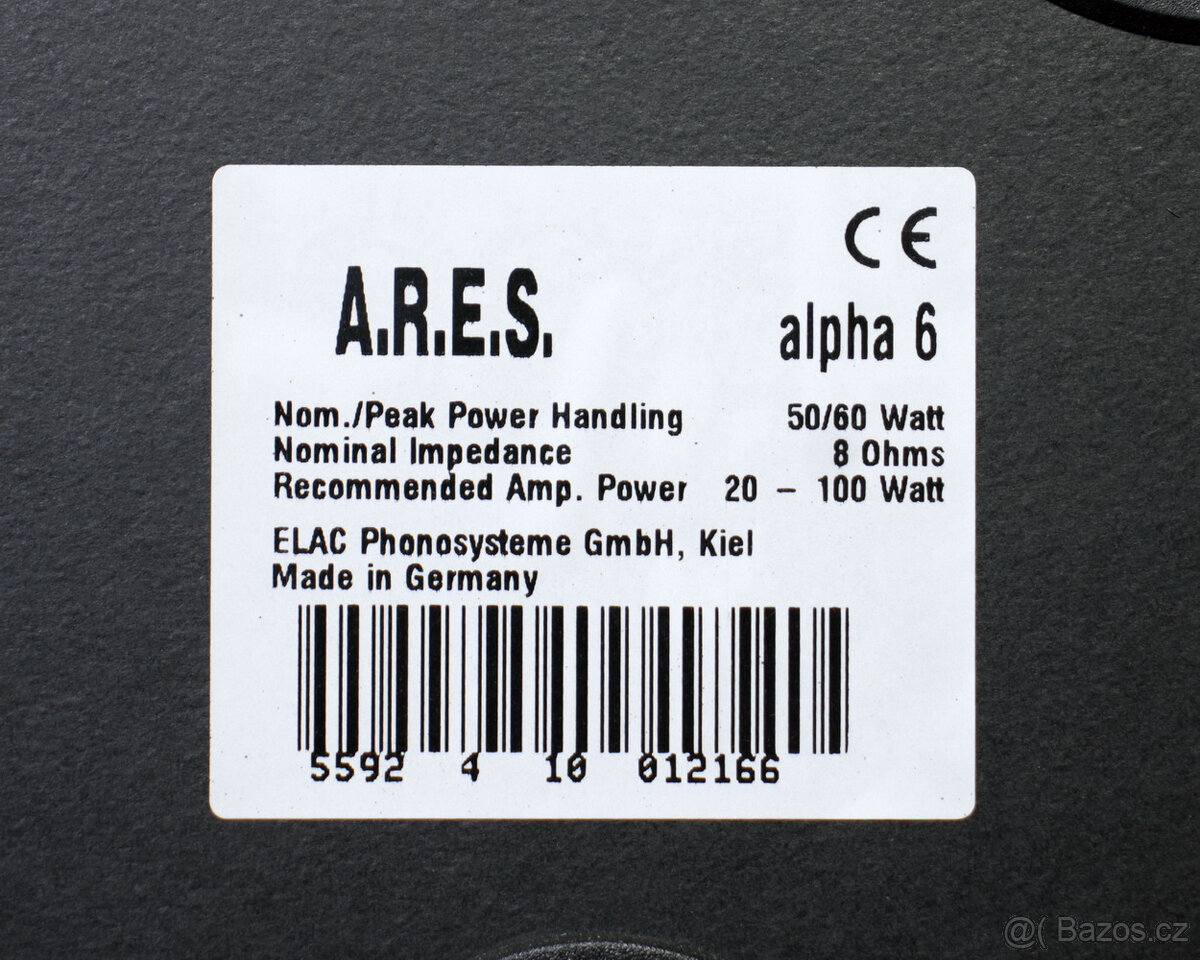 CE
A.R.E.S.
alpha 6
Nom./Peak Power Handling 50/60 Watt
Nominal Impedance 8 Ohms
Recommended Amp. Power 20 – 100 Watt
ELAC Phonosysteme GmbH, Kiel
Made in Germany
5592 4 10 012166
@( Bazos.cz